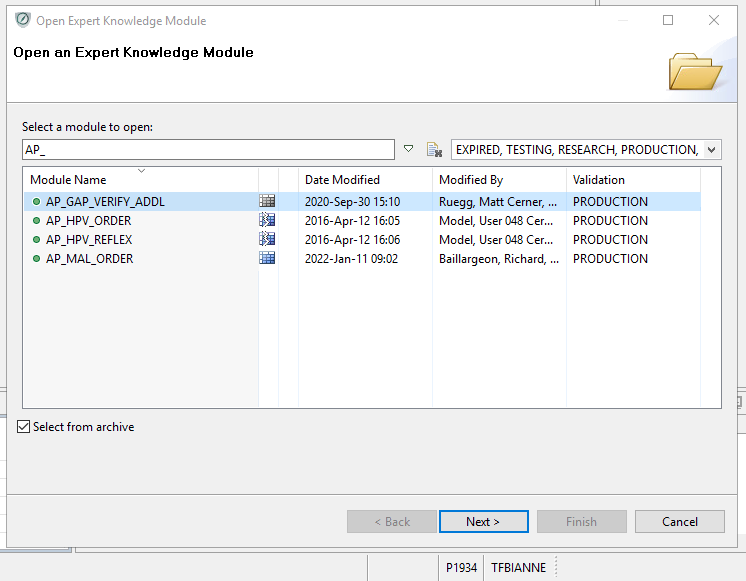 Open Expert Knowledge Module
Open an Expert Knowledge Module
Select a module to open:
AP_ EXPIRED, TESTING, RESEARCH, PRODUCTION,
Module Name Date Modified Modified By Validation
AP_GAP_VERIFY_ADDL 2020-Sep-30 15:10 Ruegg, Matt Cerner, ... PRODUCTION
AP_HPV_ORDER 2016-Apr-12 16:05 Model, User 048 Cer... PRODUCTION
AP_HPV_REFLEX 2016-Apr-12 16:06 Model, User 048 Cer... PRODUCTION
AP_MAL_ORDER 2022-Jan-11 09:02 Baillargeon, Richard, ... PRODUCTION
Select from archive
< Back Next > Finish Cancel
P1934 TFBIANNE